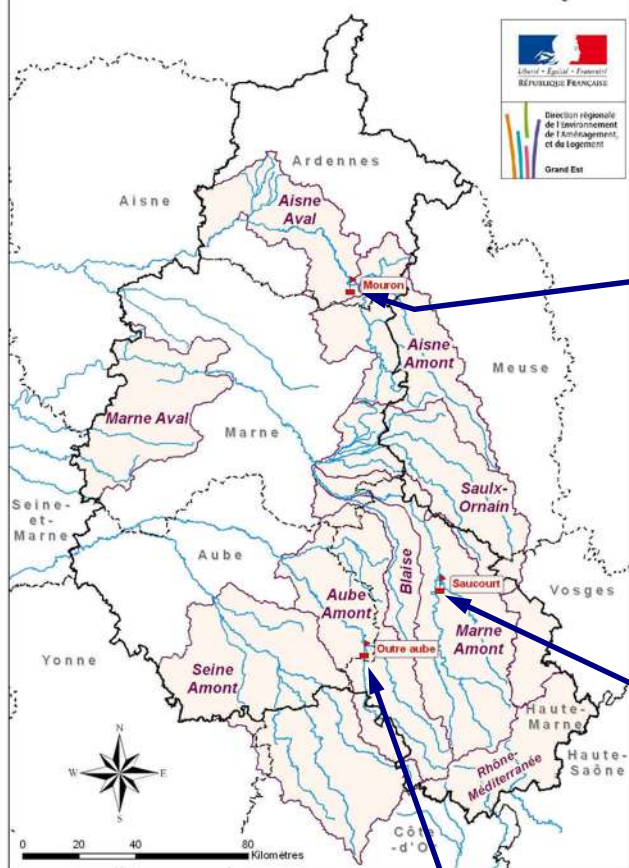 Liberté • Égalité • Fraternité
RÉPUBLIQUE FRANÇAISE
Direction régionale
de l'Environnement
de l'Aménagement,
et du Logement
Grand Est
Ardennes
Aisne
Aisne
Aval
Mouron
Aisne
Amont
Meuse
Marne Aval
Marne
Saulx-
Ornain
Seine-
et-
Marne
Aube
Blaise
Saucourt
Vosges
Aube
Amont
Marne
Amont
Outre aube
Yonne
Seine
Amont
Haute-
Marne
Haute-
Saône
Rhône-
Méditerranée
N
W
E
S
Côte
-d'Or
0
20
40
80
Kilomètres